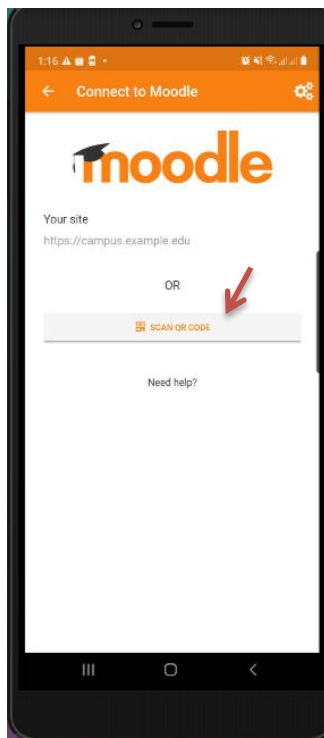 1:16
Connect to Moodle
moodle
Your site
https://campus.example.edu
OR
SCAN QR CODE
Need help?